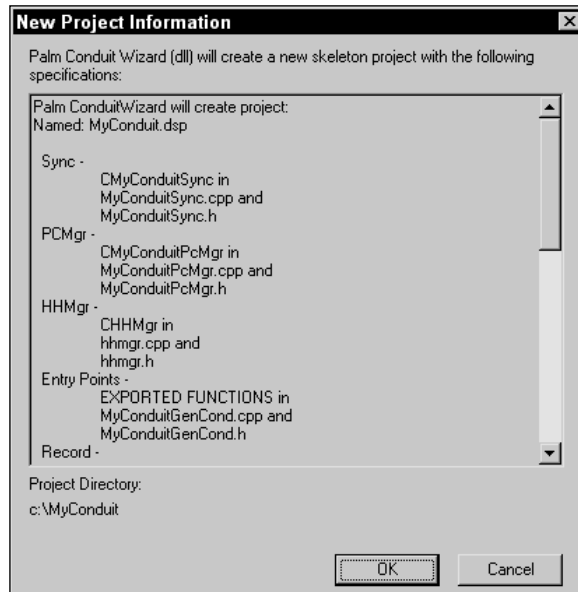 New Project Information
Palm Conduit Wizard (dll) will create a new skeleton project with the following
specifications:
Palm ConduitWizard will create project:
Named: MyConduit.dsp
Sync -
CMyConduitSync in
MyConduitSync.cpp and
MyConduitSync.h
PCMgr -
CMyConduitPcMgr in
MyConduitPcMgr.cpp and
MyConduitPcMgr.h
HHMgr -
CHHMgr in
hhmgr.cpp and
hhmgr.h
Entry Points -
EXPORTED FUNCTIONS in
MyConduitGenCond.cpp and
MyConduitGenCond.h
Record -
Project Directory:
c:\MyConduit
OK
Cancel